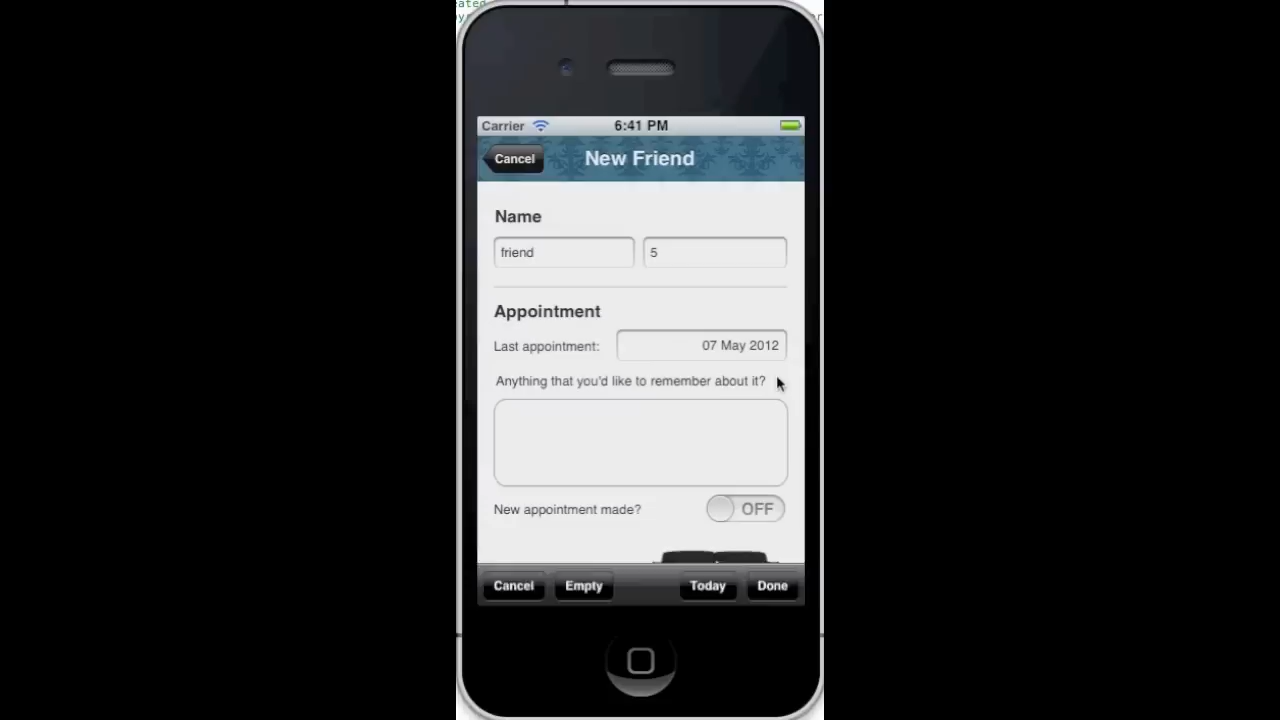 eated
Carrier 6:41 PM
Cancel New Friend
Name
friend 5
Appointment
Last appointment: 07 May 2012
Anything that you'd like to remember about it?
New appointment made? OFF
Cancel Empty Today Done